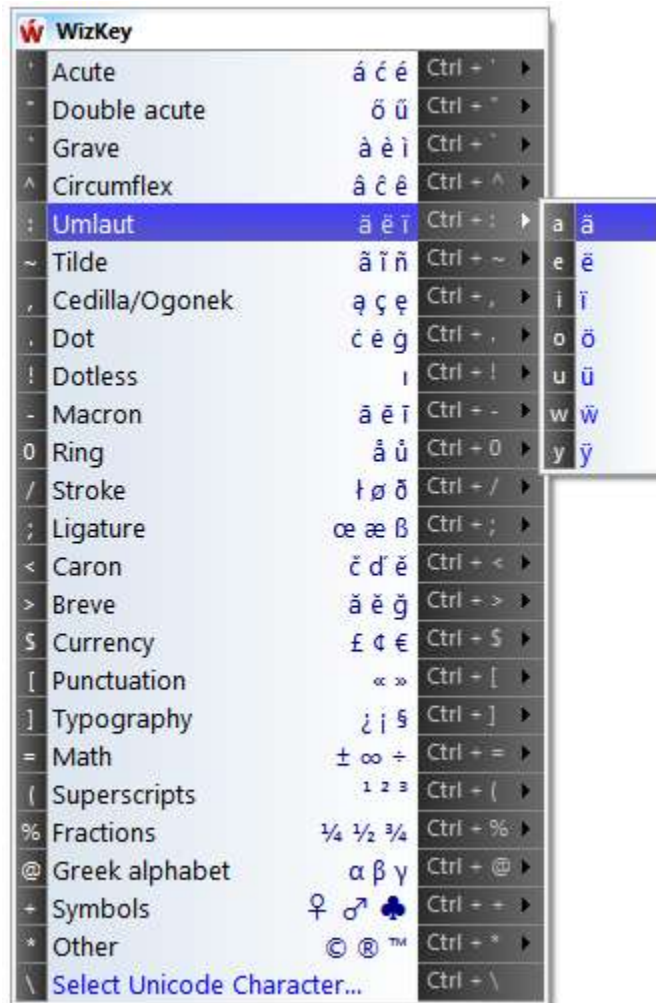 WizKey
' Acute á ć é Ctrl + '
" Double acute ő ű Ctrl + "
` Grave à è ì Ctrl + `
^ Circumflex â ĉ ê Ctrl + ^
: Umlaut ä ë ï Ctrl + : a ä
~ Tilde ã ĩ ñ Ctrl + ~ e ë
, Cedilla/Ogonek ą ç ę Ctrl + , i ï
. Dot ċ ė ġ Ctrl + . o ö
! Dotless ı Ctrl + ! u ü
- Macron ā ē ī Ctrl + - w ẅ
0 Ring å ů Ctrl + 0 y ÿ
/ Stroke ł ø ð Ctrl + /
; Ligature œ æ ß Ctrl + ;
< Caron č ď ě Ctrl + <
> Breve ă ĕ ğ Ctrl + >
$ Currency £ ¢ € Ctrl + $
[ Punctuation « » Ctrl + [
] Typography ¿ ¡ § Ctrl + ]
= Math ± ∞ ÷ Ctrl + =
( Superscripts ¹ ² ³ Ctrl + (
% Fractions ¼ ½ ¾ Ctrl + %
@ Greek alphabet α β γ Ctrl + @
+ Symbols ♀ ♂ ♣ Ctrl + +
* Other © ® ™ Ctrl + *
\ Select Unicode Character... Ctrl + \